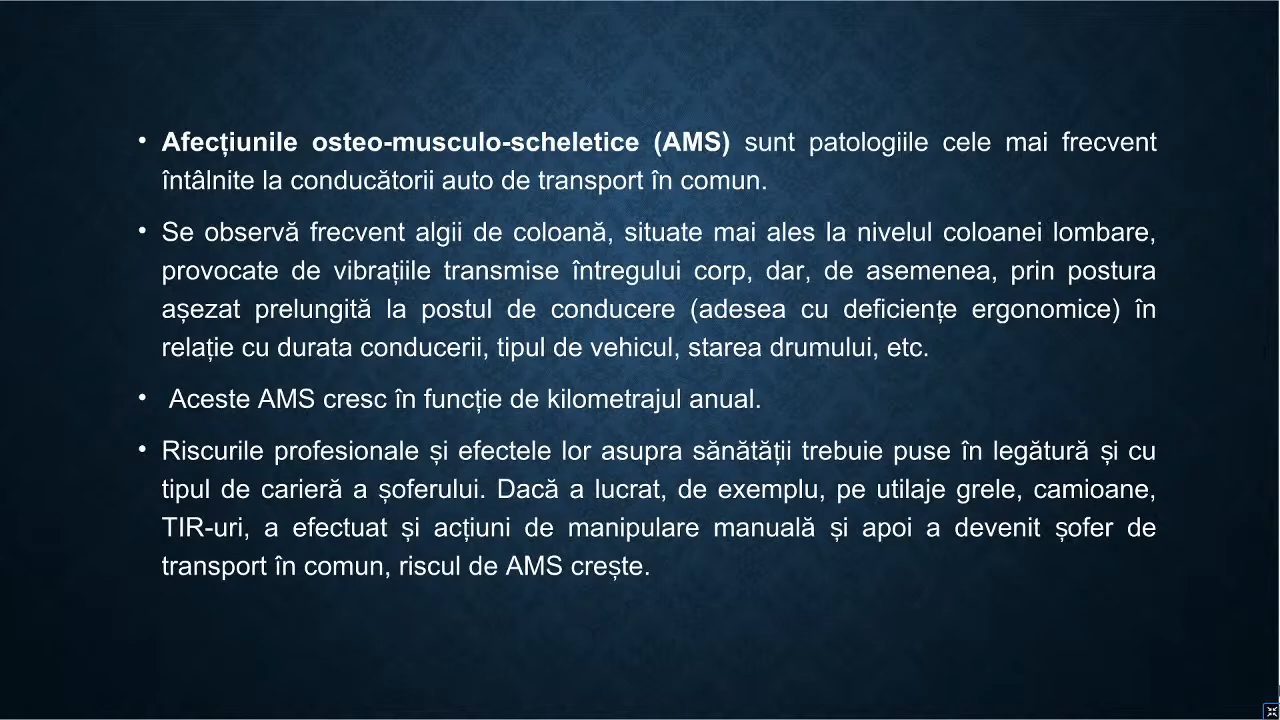 • Afecțiunile osteo-musculo-scheletice (AMS) sunt patologiile cele mai frecvent
întâlnite la conducătorii auto de transport în comun.
• Se observă frecvent algii de coloană, situate mai ales la nivelul coloanei lombare,
provocate de vibrațiile transmise întregului corp, dar, de asemenea, prin postura
așezat prelungită la postul de conducere (adesea cu deficiențe ergonomice) în
relație cu durata conducerii, tipul de vehicul, starea drumului, etc.
• Aceste AMS cresc în funcție de kilometrajul anual.
• Riscurile profesionale și efectele lor asupra sănătății trebuie puse în legătură și cu
tipul de carieră a șoferului. Dacă a lucrat, de exemplu, pe utilaje grele, camioane,
TIR-uri, a efectuat și acțiuni de manipulare manuală și apoi a devenit șofer de
transport în comun, riscul de AMS crește.